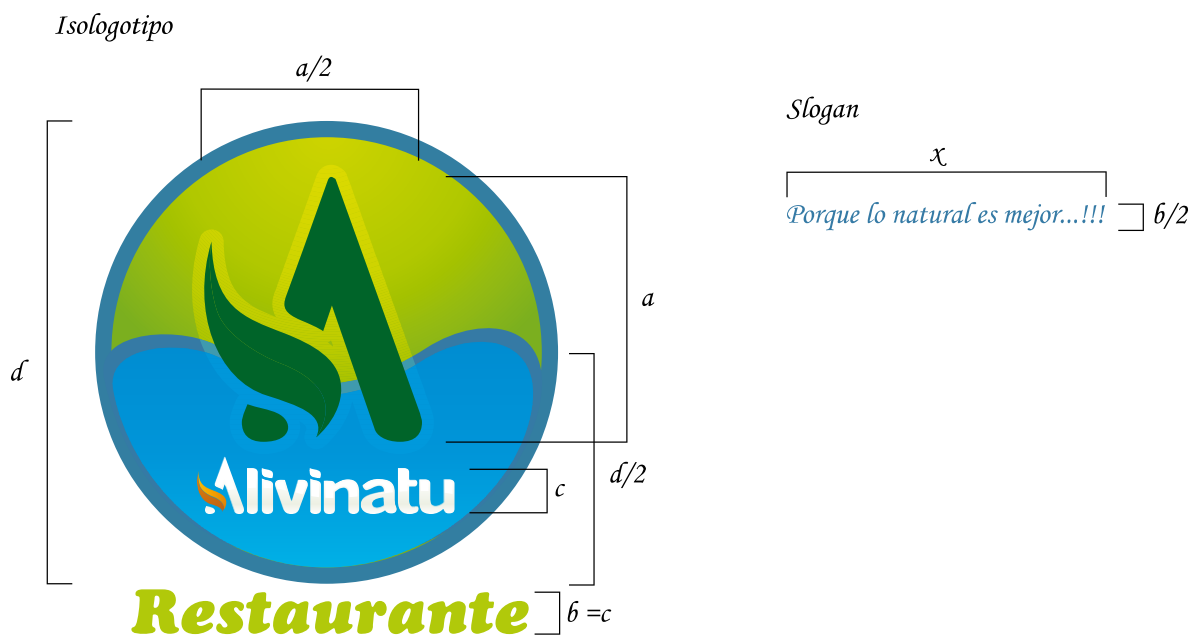 Isologotipo
a/2
d
a
d/2
Alivinatu
c
Restaurante
b =c
Slogan
x
Porque lo natural es mejor...!!!
b/2